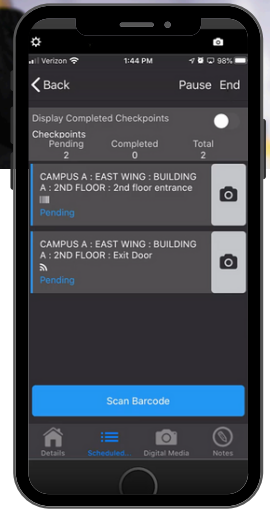 Verizon 1:44 PM 98%
Back Pause End
Display Completed Checkpoints
Checkpoints
Pending Completed Total
2 0 2
CAMPUS A : EAST WING : BUILDING
A : 2ND FLOOR : 2nd floor entrance
Pending
CAMPUS A : EAST WING : BUILDING
A : 2ND FLOOR : Exit Door
Pending
Scan Barcode
Details Scheduled... Digital Media Notes